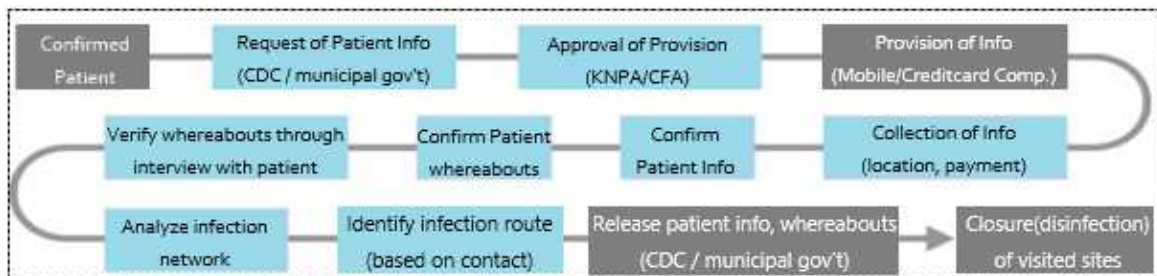 Confirmed
Patient
Request of Patient Info
(CDC / municipal gov't)
Approval of Provision
(KNPA/CFA)
Provision of Info
(Mobile/Creditcard Comp.)
Collection of Info
(location, payment)
Confirm
Patient Info
Confirm Patient
whereabouts
Verify whereabouts through
interview with patient
Analyze infection
network
Identify infection route
(based on contact)
Release patient info, whereabouts
(CDC / municipal gov't)
Closure(disinfection)
of visited sites